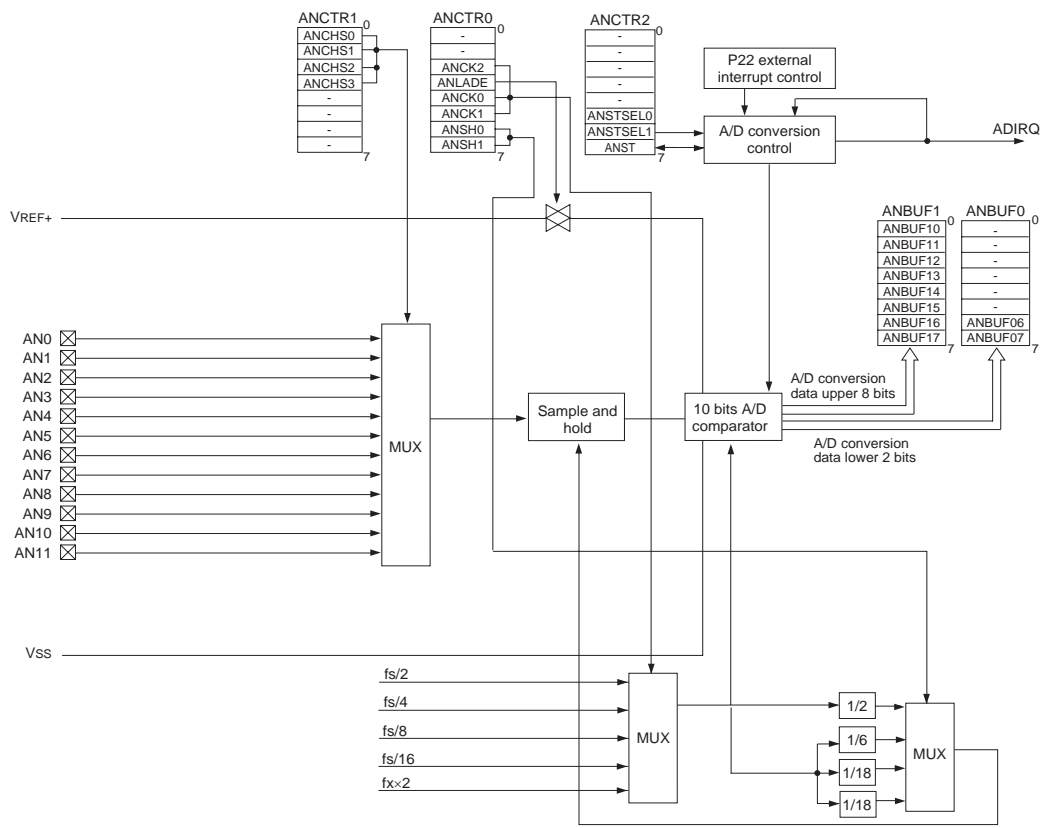 ANCTR1
0
ANCHS0
ANCHS1
ANCHS2
ANCHS3
-
-
-
-
7
ANCTR0
0
-
-
ANCK2
ANLADE
ANCK0
ANCK1
ANSH0
ANSH1
7
ANCTR2
0
-
-
-
-
-
ANSTSEL0
ANSTSEL1
ANST
7
P22 external
interrupt control
A/D conversion
control
ADIRQ
VREF+
ANBUF1
0
ANBUF10
ANBUF11
ANBUF12
ANBUF13
ANBUF14
ANBUF15
ANBUF16
ANBUF17
7
ANBUF0
0
-
-
-
-
-
-
ANBUF06
ANBUF07
7
AN0
AN1
AN2
AN3
AN4
AN5
AN6
AN7
AN8
AN9
AN10
AN11
MUX
Sample and
hold
10 bits A/D
comparator
A/D conversion
data upper 8 bits
A/D conversion
data lower 2 bits
VSS
fs/2
fs/4
fs/8
fs/16
fx×2
MUX
1/2
1/6
1/18
1/18
MUX